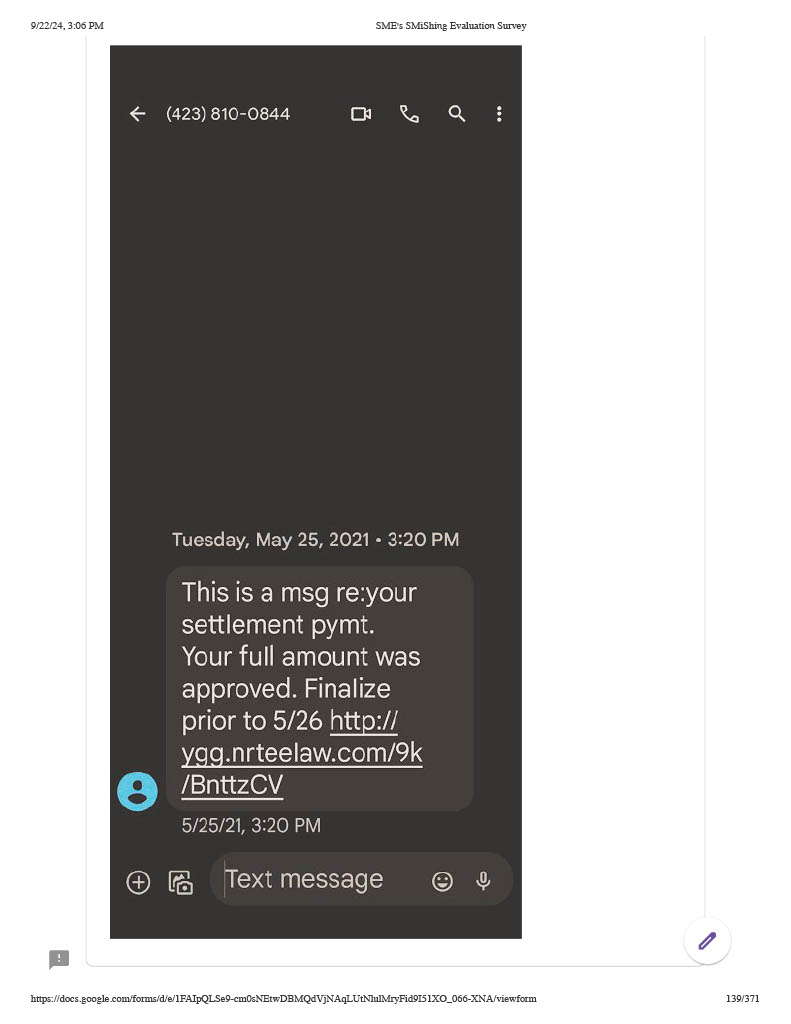 9/22/24, 3:06 PM
SME's SMiShing Evaluation Survey
(423) 810-0844
Tuesday, May 25, 2021 • 3:20 PM
This is a msg re:your
settlement pymt.
Your full amount was
approved. Finalize
prior to 5/26 http://
ygg.nrteelaw.com/9k
/BnttzCV
5/25/21, 3:20 PM
Text message
https://docs.google.com/forms/d/e/1FAIpQLSe9-cm0sNEtwDBMQdVjNAqLUtNlulMryFid9I51XO_066-XNA/viewform
139/371